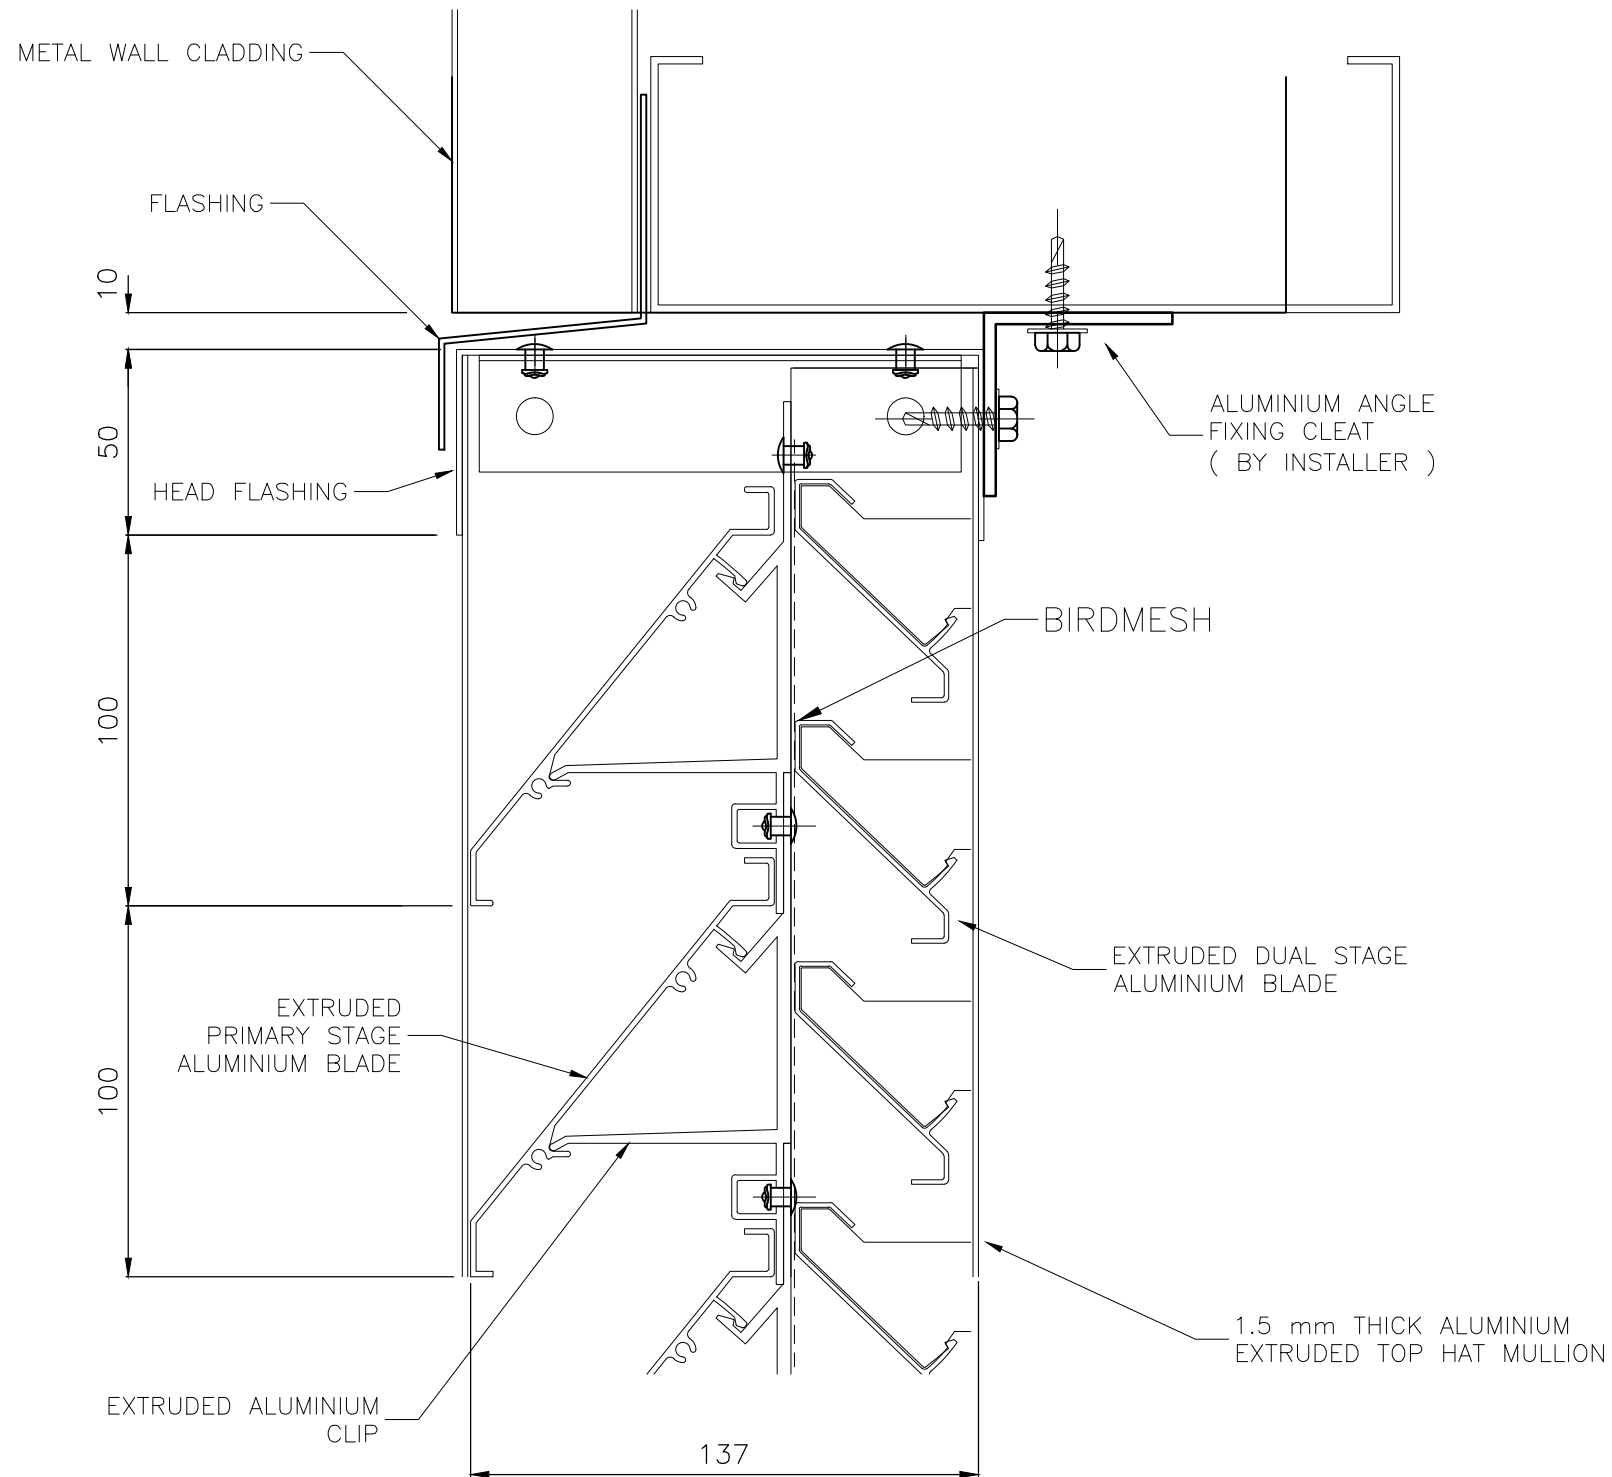 METAL WALL CLADDING
FLASHING
10
50
HEAD FLASHING
ALUMINIUM ANGLE
FIXING CLEAT
( BY INSTALLER )
BIRDMESH
100
EXTRUDED DUAL STAGE
ALUMINIUM BLADE
EXTRUDED
PRIMARY STAGE
ALUMINIUM BLADE
100
1.5 mm THICK ALUMINIUM
EXTRUDED TOP HAT MULLION
EXTRUDED ALUMINIUM
CLIP
137